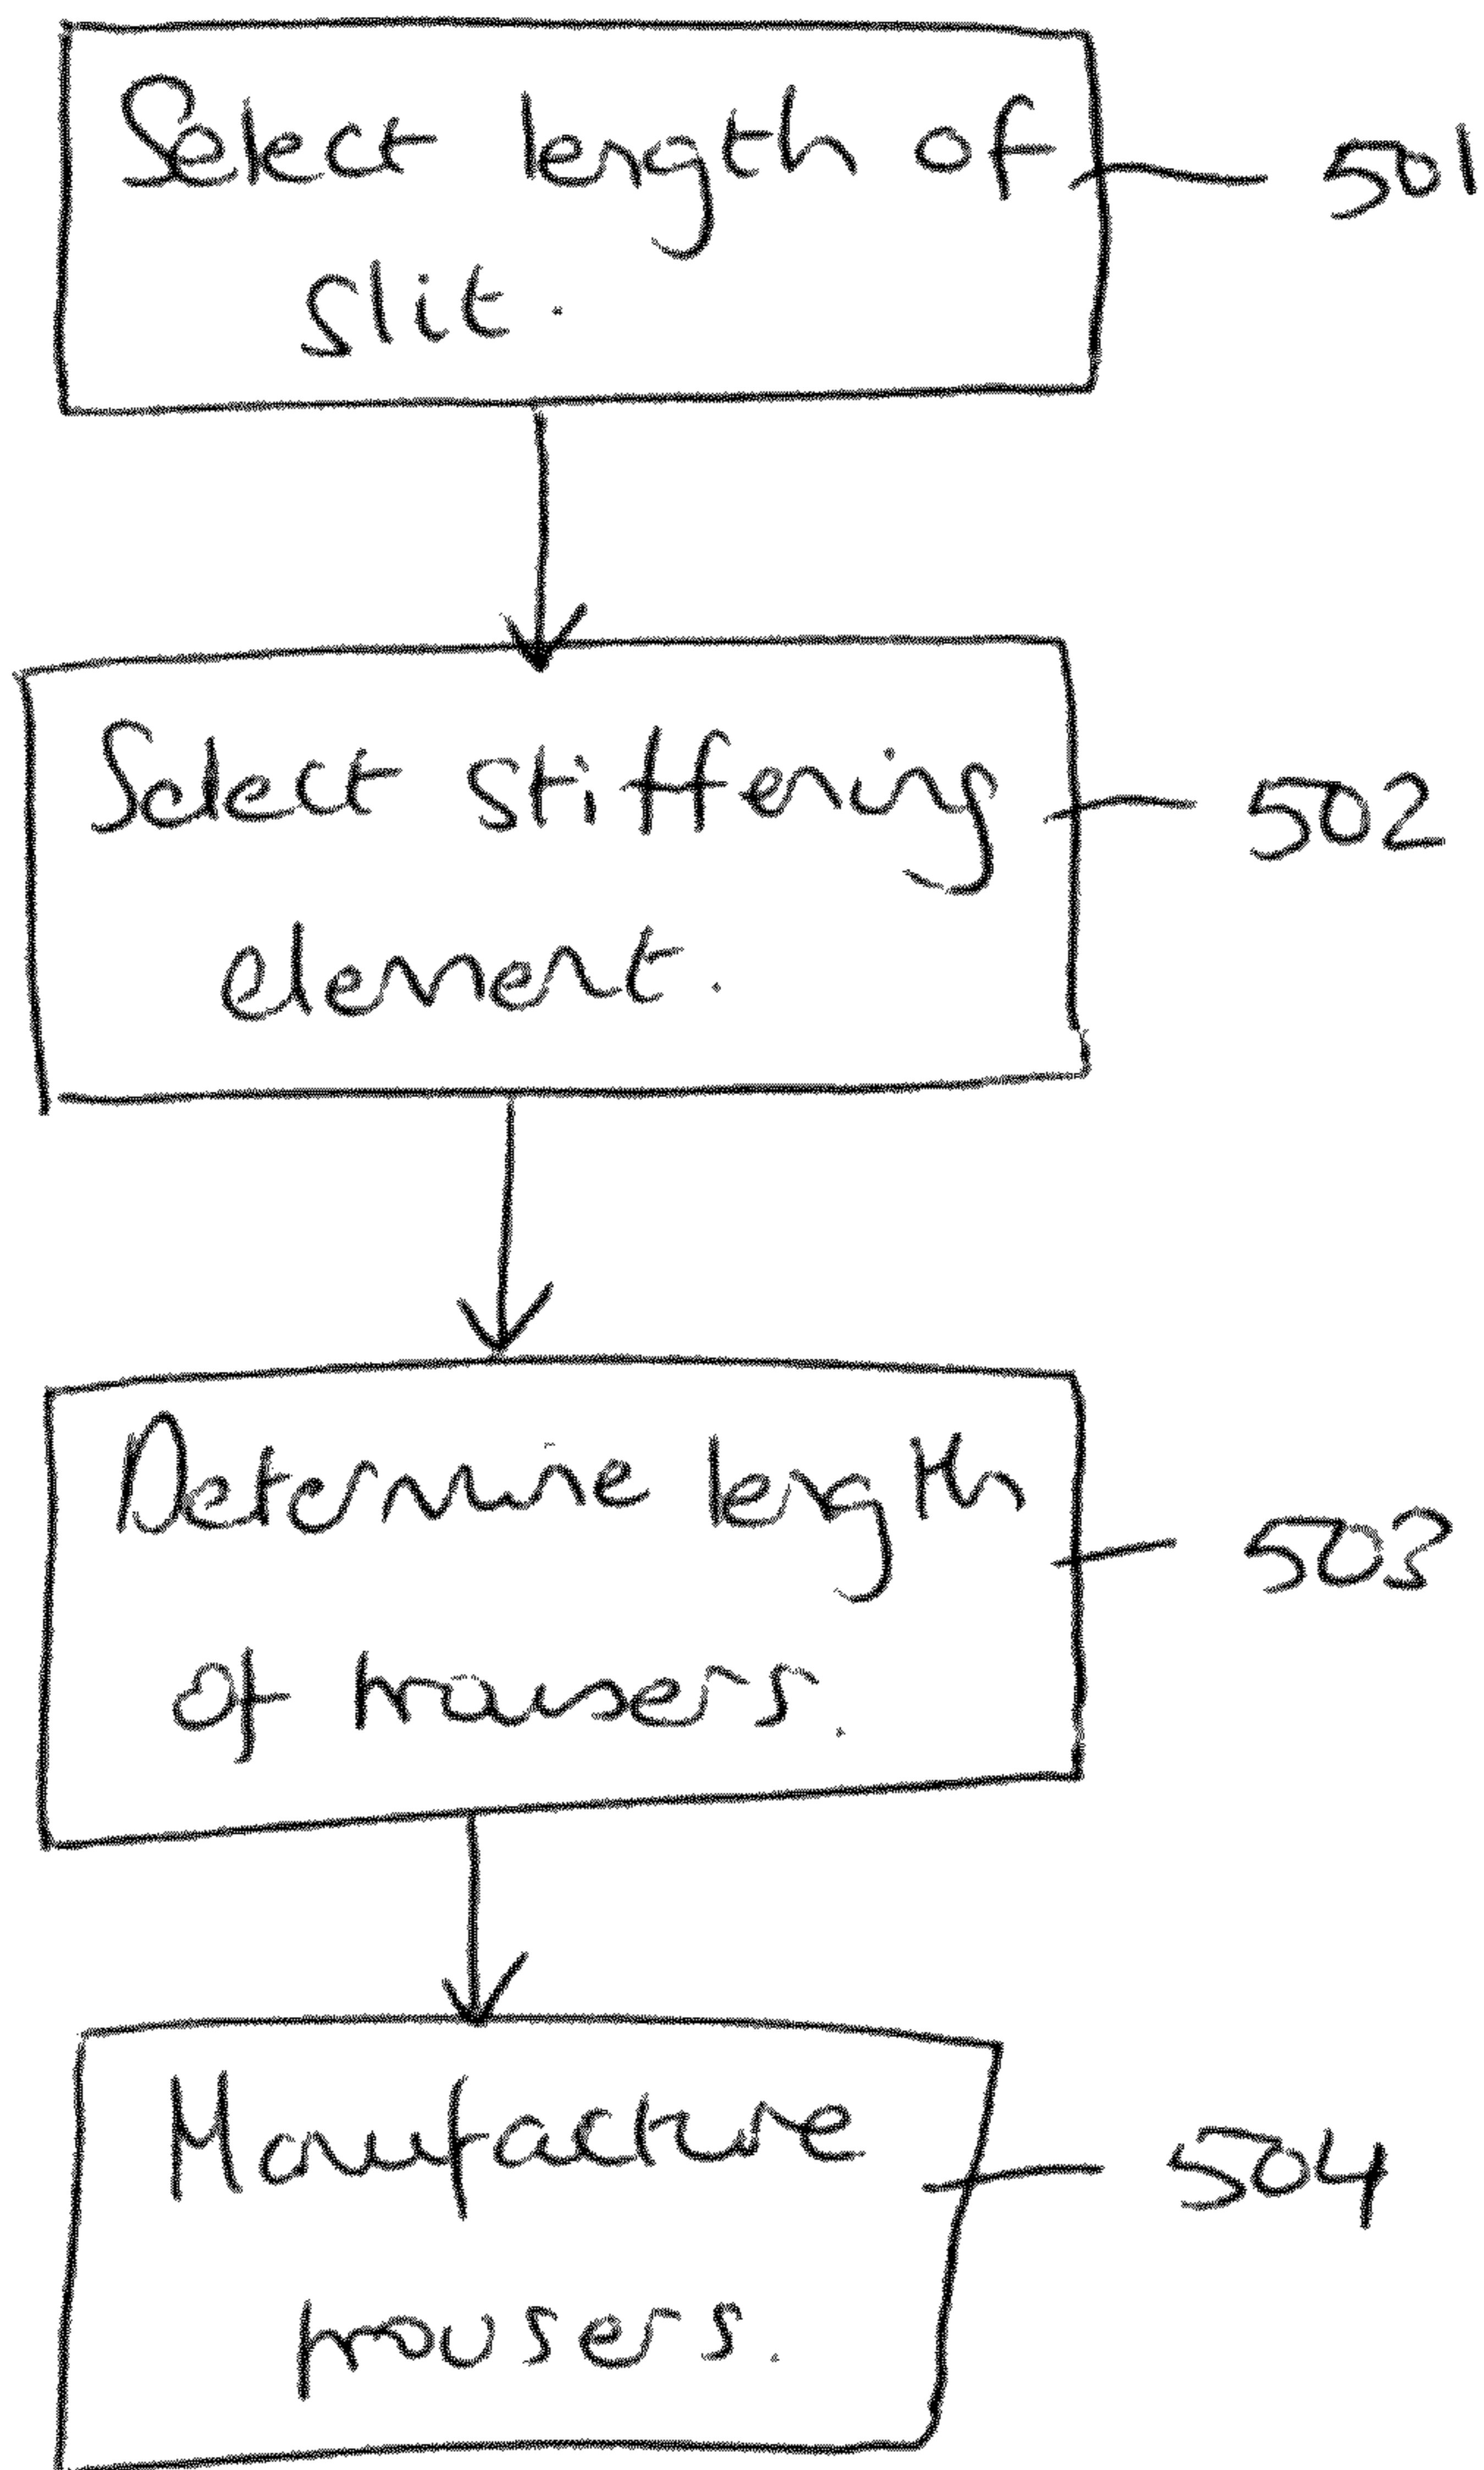 Select length of 501
slit.
Select stiffening 502
element.
Determine length 503
of trousers.
Manufacture 504
trousers.